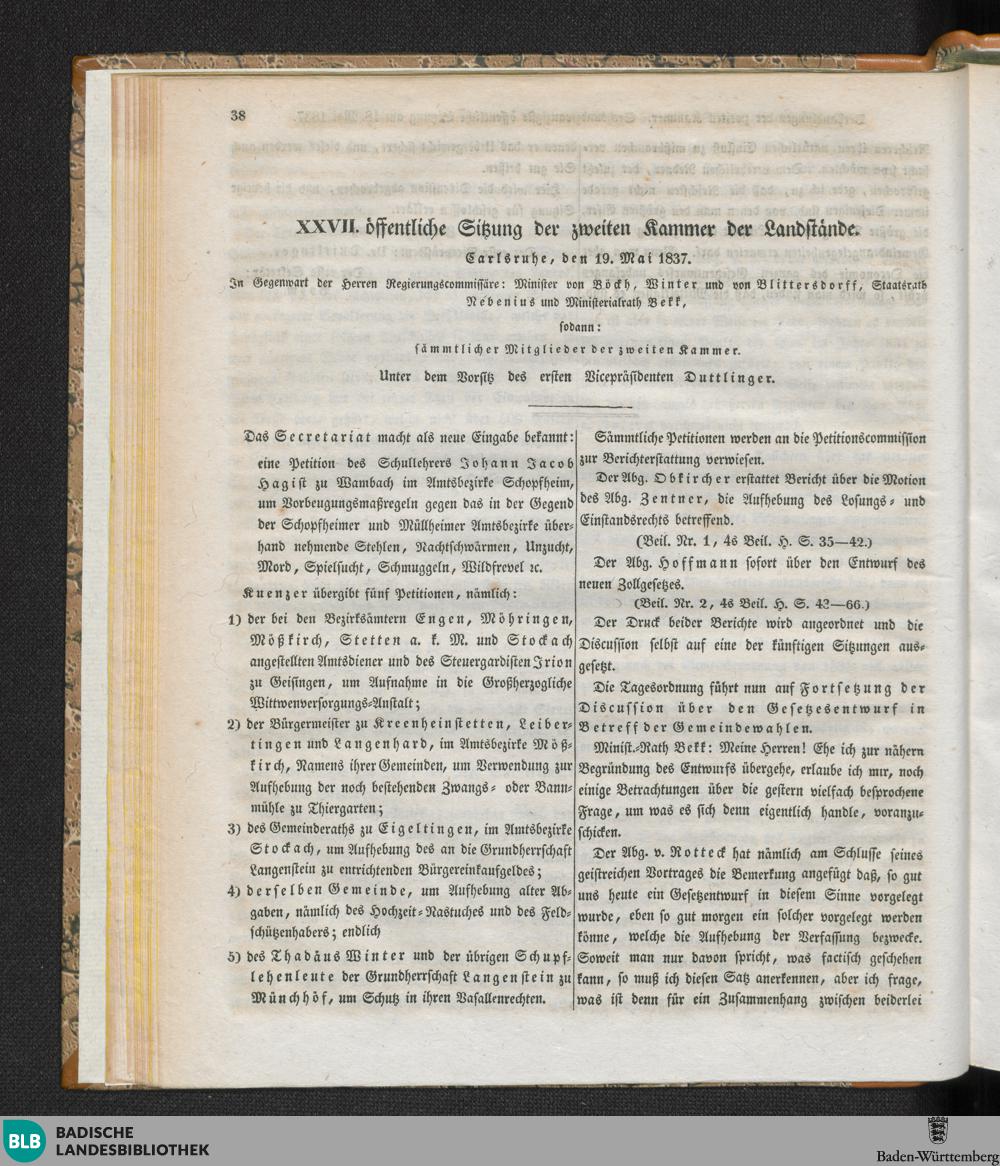 38
XXVII. öffentliche Sitzung der zweiten Kammer der Landstände.
Carlsruhe, den 19. Mai 1837.
In Gegenwart der Herren Regierungscommissäre: Minister von Böckh, Winter und von Blittersdorff, Staatsrath
Nebenius und Ministerialrath Bekk,
sodann:
sämmtlicher Mitglieder der zweiten Kammer.
Unter dem Vorsitz des ersten Vicepräsidenten Duttlinger.
Das Secretariat macht als neue Eingabe bekannt:
eine Petition des Schullehrers Johann Jacob
Hagist zu Wambach im Amtsbezirke Schopfheim,
um Vorbeugungsmaßregeln gegen das in der Gegend
der Schopfheimer und Müllheimer Amtsbezirke über-
hand nehmende Stehlen, Nachtschwärmen, Unzucht,
Mord, Spielsucht, Schmuggeln, Wildfrevel ꝛc.
Kuenzer übergibt fünf Petitionen, nämlich:
1) der bei den Bezirksämtern Engen, Möhringen,
Mößkirch, Stetten a. k. M. und Stockach
angestellten Amtsdiener und des Steuergardisten Irion
zu Geisingen, um Aufnahme in die Großherzogliche
Wittwenversorgungs-Anstalt;
2) der Bürgermeister zu Kreenheinstetten, Leiber-
tingen und Langenhard, im Amtsbezirke Möß-
kirch, Namens ihrer Gemeinden, um Verwendung zur
Aufhebung der noch bestehenden Zwangs- oder Bann-
mühle zu Thiergarten;
3) des Gemeinderaths zu Eigeltingen, im Amtsbezirke
Stockach, um Aufhebung des an die Grundherrschaft
Langenstein zu entrichtenden Bürgereinkaufgeldes;
4) derselben Gemeinde, um Aufhebung alter Ab-
gaben, nämlich des Hochzeit-Nastuches und des Feld-
schützenhabers; endlich
5) des Thadäus Winter und der übrigen Schupf-
lehenleute der Grundherrschaft Langenstein zu
Münchhöf, um Schutz in ihren Vasallenrechten.
Sämmtliche Petitionen werden an die Petitionscommission
zur Berichterstattung verwiesen.
Der Abg. Obkircher erstattet Bericht über die Motion
des Abg. Zentner, die Aufhebung des Losungs- und
Einstandsrechts betreffend.
(Beil. Nr. 1, 4s Beil. H. S. 35—42.)
Der Abg. Hoffmann sofort über den Entwurf des
neuen Zollgesetzes.
(Beil. Nr. 2, 4s Beil. H. S. 43—66.)
Der Druck beider Berichte wird angeordnet und die
Discussion selbst auf eine der künftigen Sitzungen aus-
gesetzt.
Die Tagesordnung führt nun auf Fortsetzung der
Discussion über den Gesetzesentwurf in
Betreff der Gemeindewahlen.
Minist.-Rath Bekk: Meine Herren! Ehe ich zur nähern
Begründung des Entwurfs übergehe, erlaube ich mir, noch
einige Betrachtungen über die gestern vielfach besprochene
Frage, um was es sich denn eigentlich handle, voranzu-
schicken.
Der Abg. v. Rotteck hat nämlich am Schlusse seines
geistreichen Vortrages die Bemerkung angefügt daß, so gut
uns heute ein Gesetzentwurf in diesem Sinne vorgelegt
wurde, eben so gut morgen ein solcher vorgelegt werden
könne, welche die Aufhebung der Verfassung bezwecke.
Soweit man nur davon spricht, was factisch geschehen
kann, so muß ich diesen Satz anerkennen, aber ich frage,
was ist denn für ein Zusammenhang zwischen beiderlei
BLB
BADISCHE
LANDESBIBLIOTHEK
Baden-Württemberg